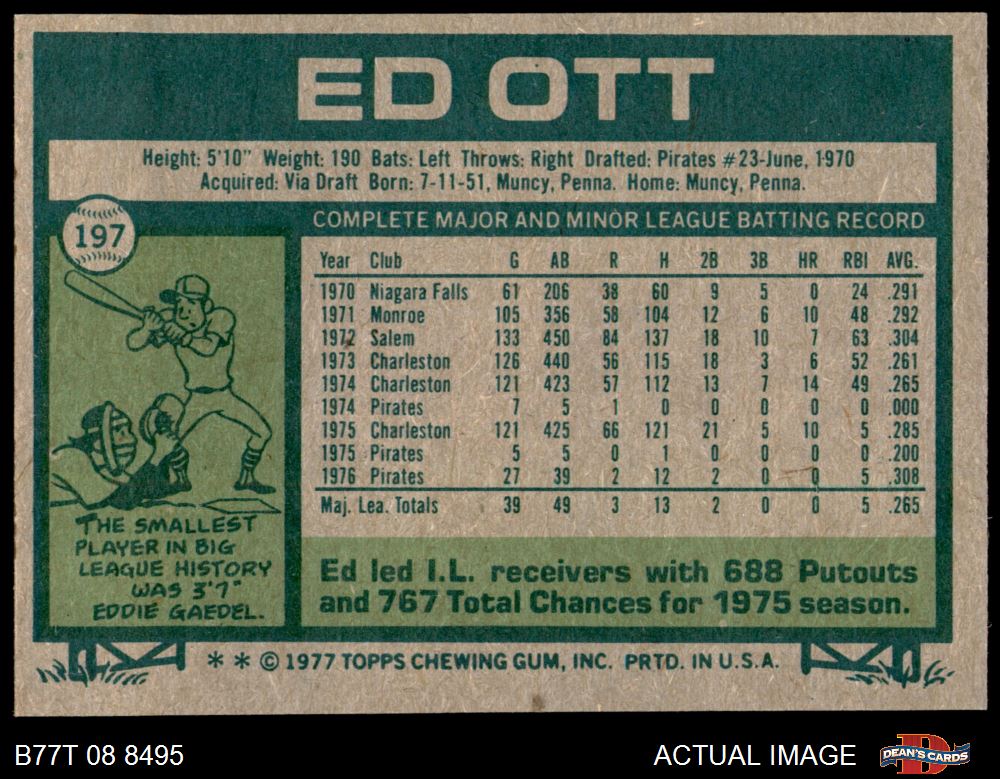 ED OTT
Height: 5'10" Weight: 190 Bats: Left Throws: Right Drafted: Pirates #23-June, 1970
Acquired: Via Draft Born: 7-11-51, Muncy, Penna. Home: Muncy, Penna.
197
COMPLETE MAJOR AND MINOR LEAGUE BATTING RECORD
Year Club G AB R H 2B 3B HR RBI AVG.
1970 Niagara Falls 61 206 38 60 9 5 0 24 .291
1971 Monroe 105 356 58 104 12 6 10 48 .292
1972 Salem 133 450 84 137 18 10 7 63 .304
1973 Charleston 126 440 56 115 18 3 6 52 .261
1974 Charleston 121 423 57 112 13 7 14 49 .265
1974 Pirates 7 5 1 0 0 0 0 0 .000
1975 Charleston 121 425 66 121 21 5 10 5 .285
1975 Pirates 5 5 0 1 0 0 0 0 .200
1976 Pirates 27 39 2 12 2 0 0 5 .308
Maj. Lea. Totals 39 49 3 13 2 0 0 5 .265
THE SMALLEST
PLAYER IN BIG
LEAGUE HISTORY
WAS 3'7"
EDDIE GAEDEL.
Ed led I.L. receivers with 688 Putouts
and 767 Total Chances for 1975 season.
* * © 1977 TOPPS CHEWING GUM, INC. PRTD. IN U.S.A.
B77T 08 8495
ACTUAL IMAGE
D
DEAN'S CARDS